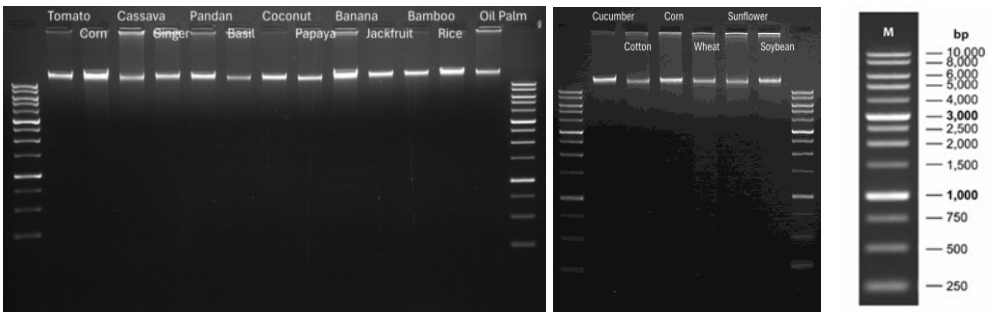 Tomato Cassava Pandan Coconut Banana Bamboo Oil Palm
Corn Ginger Basil Papaya Jackfruit Rice
Cucumber Corn Sunflower
Cotton Wheat Soybean
M bp
10,000
8,000
6,000
5,000
4,000
3,000
2,500
2,000
1,500
1,000
750
500
250